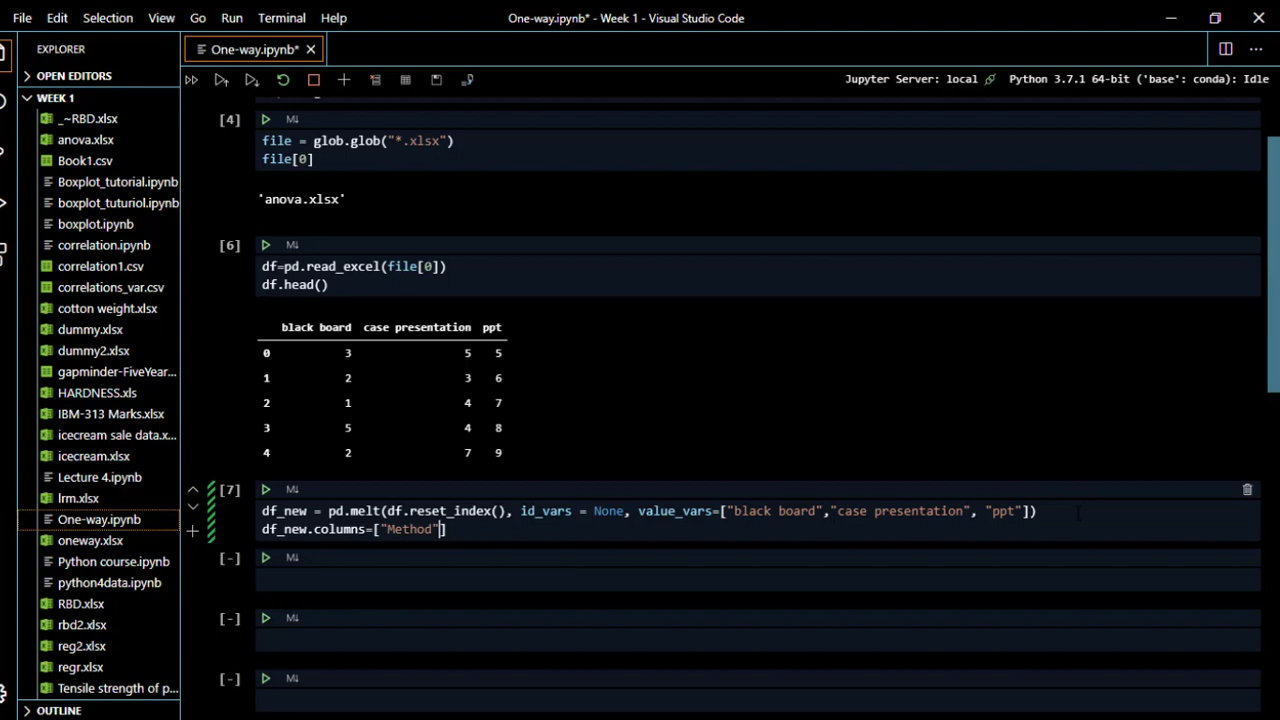 File Edit Selection View Go Run Terminal Help One-way.ipynb* - Week 1 - Visual Studio Code
EXPLORER
One-way.ipynb*
OPEN EDITORS
Jupyter Server: local Python 3.7.1 64-bit ('base': conda): Idle
WEEK 1
_~RBD.xlsx
anova.xlsx
Book1.csv
Boxplot_tutorial.ipynb
boxplot_tuturiol.ipynb
boxplot.ipynb
correlation.ipynb
correlation1.csv
correlations_var.csv
cotton weight.xlsx
dummy.xlsx
dummy2.xlsx
gapminder-FiveYear...
HARDNESS.xls
IBM-313 Marks.xlsx
icecream sale data.x...
icecream.xlsx
Lecture 4.ipynb
lrm.xlsx
One-way.ipynb
oneway.xlsx
Python course.ipynb
python4data.ipynb
RBD.xlsx
rbd2.xlsx
reg2.xlsx
regr.xlsx
Tensile strength of p...
OUTLINE
[4] M↓
file = glob.glob("*.xlsx")
file[0]
'anova.xlsx'
[6] M↓
df=pd.read_excel(file[0])
df.head()
black board case presentation ppt
0 3 5 5
1 2 3 6
2 1 4 7
3 5 4 8
4 2 7 9
[7] M↓
df_new = pd.melt(df.reset_index(), id_vars = None, value_vars=["black board","case presentation", "ppt"])
df_new.columns=["Method"]
[-] M↓
[-] M↓
[-] M↓